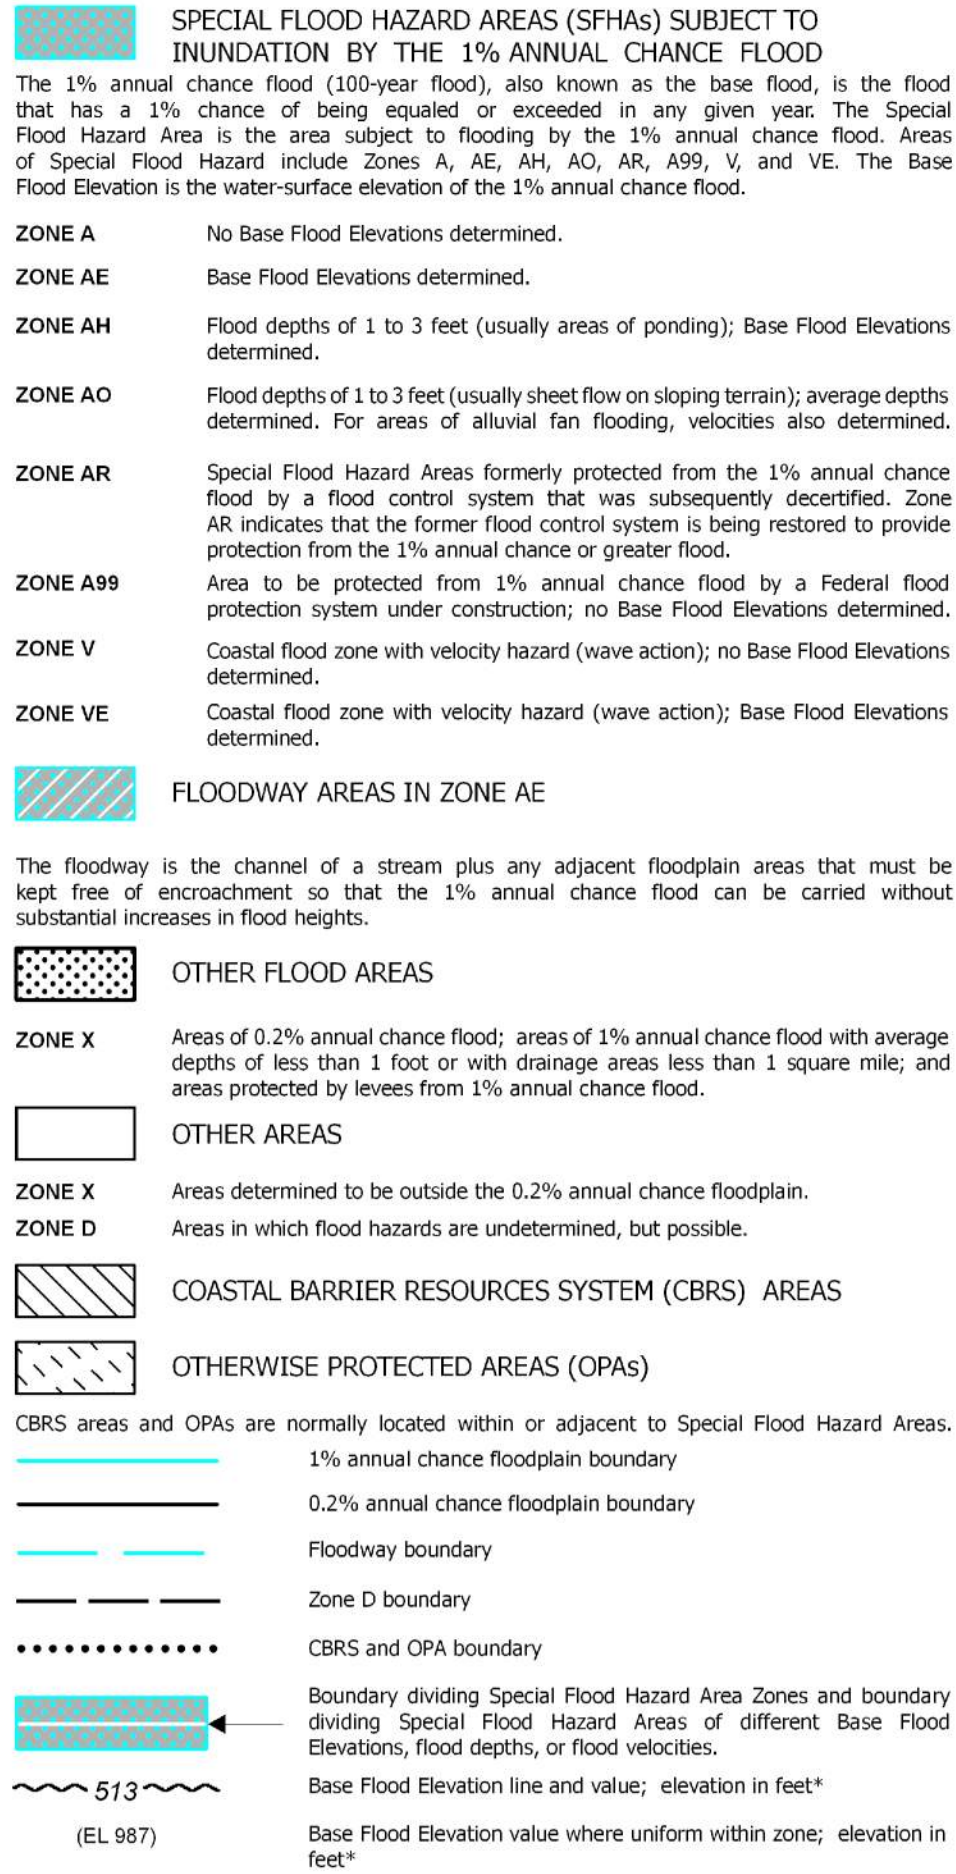 SPECIAL FLOOD HAZARD AREAS (SFHAs) SUBJECT TO
INUNDATION BY THE 1% ANNUAL CHANCE FLOOD
The 1% annual chance flood (100-year flood), also known as the base flood, is the flood
that has a 1% chance of being equaled or exceeded in any given year. The Special
Flood Hazard Area is the area subject to flooding by the 1% annual chance flood. Areas
of Special Flood Hazard include Zones A, AE, AH, AO, AR, A99, V, and VE. The Base
Flood Elevation is the water-surface elevation of the 1% annual chance flood.
ZONE A No Base Flood Elevations determined.
ZONE AE Base Flood Elevations determined.
ZONE AH Flood depths of 1 to 3 feet (usually areas of ponding); Base Flood Elevations
determined.
ZONE AO Flood depths of 1 to 3 feet (usually sheet flow on sloping terrain); average depths
determined. For areas of alluvial fan flooding, velocities also determined.
ZONE AR Special Flood Hazard Areas formerly protected from the 1% annual chance
flood by a flood control system that was subsequently decertified. Zone
AR indicates that the former flood control system is being restored to provide
protection from the 1% annual chance or greater flood.
ZONE A99 Area to be protected from 1% annual chance flood by a Federal flood
protection system under construction; no Base Flood Elevations determined.
ZONE V Coastal flood zone with velocity hazard (wave action); no Base Flood Elevations
determined.
ZONE VE Coastal flood zone with velocity hazard (wave action); Base Flood Elevations
determined.
FLOODWAY AREAS IN ZONE AE
The floodway is the channel of a stream plus any adjacent floodplain areas that must be
kept free of encroachment so that the 1% annual chance flood can be carried without
substantial increases in flood heights.
OTHER FLOOD AREAS
ZONE X Areas of 0.2% annual chance flood; areas of 1% annual chance flood with average
depths of less than 1 foot or with drainage areas less than 1 square mile; and
areas protected by levees from 1% annual chance flood.
OTHER AREAS
ZONE X Areas determined to be outside the 0.2% annual chance floodplain.
ZONE D Areas in which flood hazards are undetermined, but possible.
COASTAL BARRIER RESOURCES SYSTEM (CBRS) AREAS
OTHERWISE PROTECTED AREAS (OPAs)
CBRS areas and OPAs are normally located within or adjacent to Special Flood Hazard Areas.
1% annual chance floodplain boundary
0.2% annual chance floodplain boundary
Floodway boundary
Zone D boundary
CBRS and OPA boundary
Boundary dividing Special Flood Hazard Area Zones and boundary
dividing Special Flood Hazard Areas of different Base Flood
Elevations, flood depths, or flood velocities.
513 Base Flood Elevation line and value; elevation in feet*
(EL 987) Base Flood Elevation value where uniform within zone; elevation in
feet*